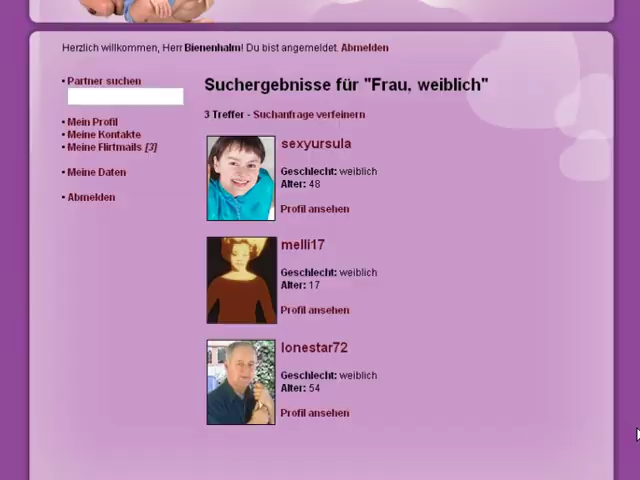 Herzlich willkommen, Herr Bienenhalm! Du bist angemeldet. Abmelden
• Partner suchen
• Mein Profil
• Meine Kontakte
• Meine Flirtmails [3]
• Meine Daten
• Abmelden
Suchergebnisse für "Frau, weiblich"
3 Treffer - Suchanfrage verfeinern
sexyursula
Geschlecht: weiblich
Alter: 48
Profil ansehen
melli17
Geschlecht: weiblich
Alter: 17
Profil ansehen
lonestar72
Geschlecht: weiblich
Alter: 54
Profil ansehen